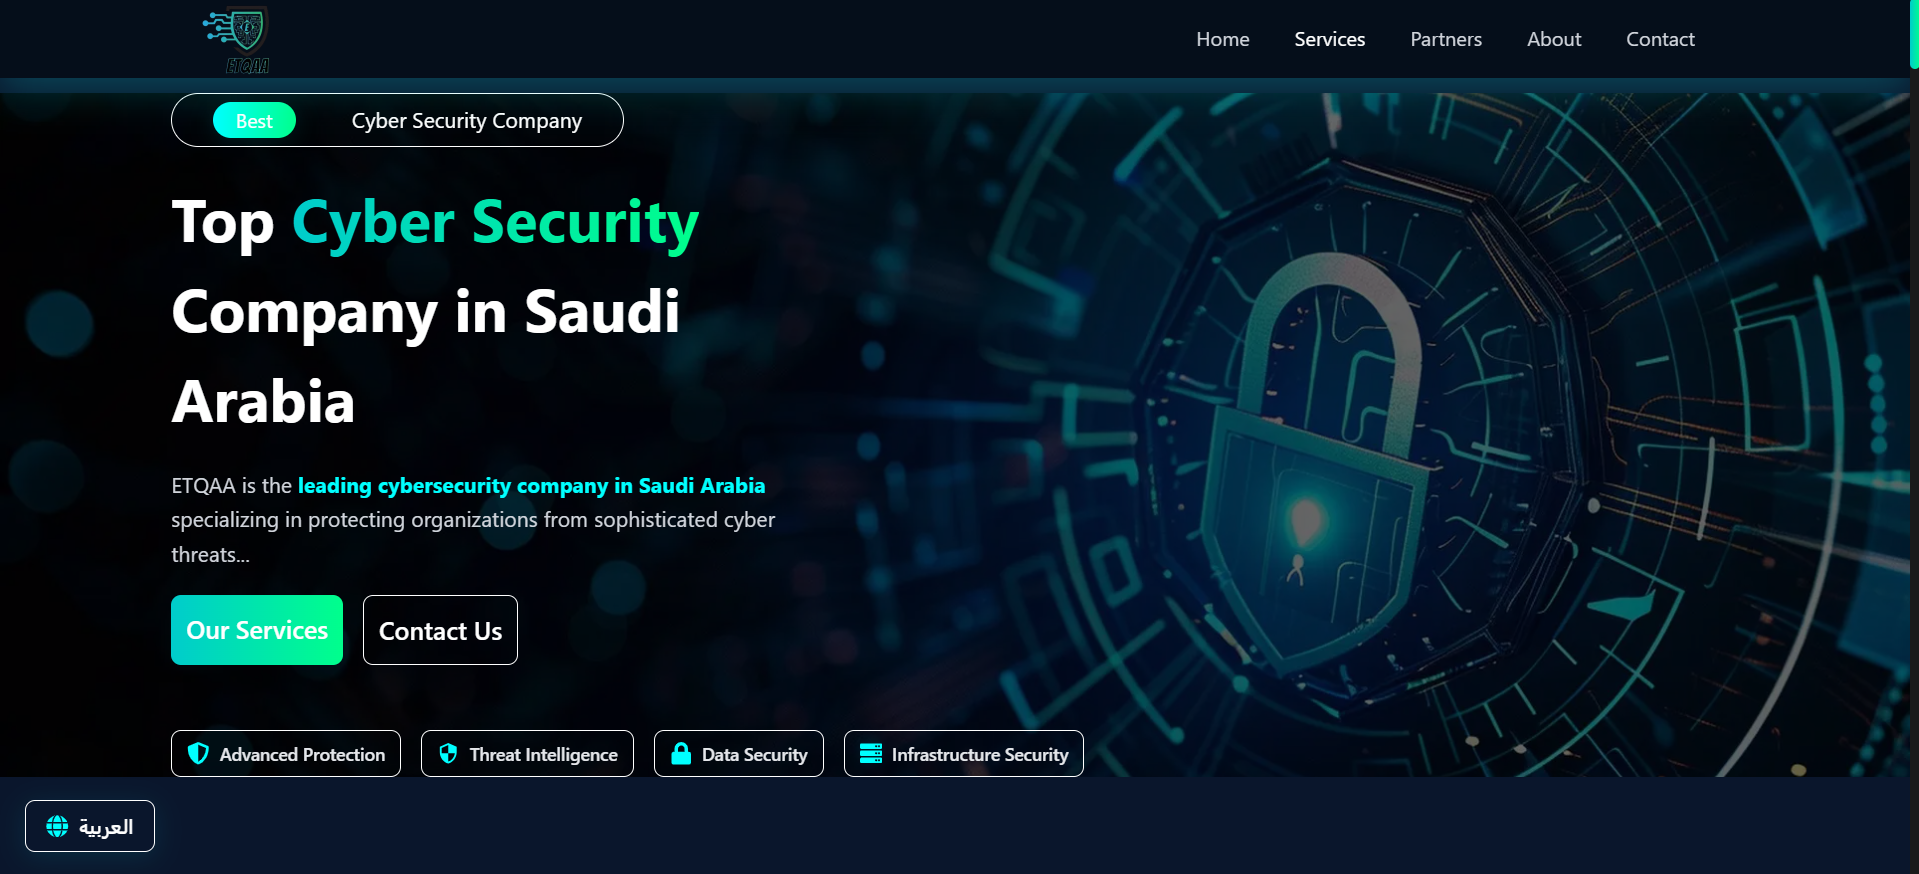 ETQAA
Home
Services
Partners
About
Contact
Best
Cyber Security Company
Top Cyber Security
Company in Saudi
Arabia
ETQAA is the leading cybersecurity company in Saudi Arabia
specializing in protecting organizations from sophisticated cyber
threats...
Our Services
Contact Us
Advanced Protection
Threat Intelligence
Data Security
Infrastructure Security
العربية